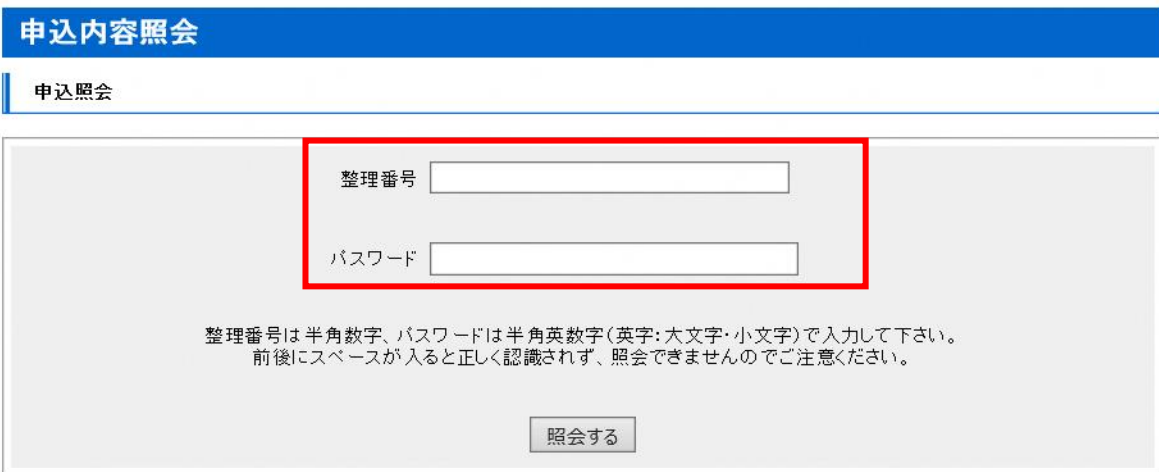 申込内容照会
申込照会
整理番号
パスワード
整理番号は半角数字、パスワードは半角英数字(英字:大文字・小文字)で入力して下さい。
前後にスペースが入ると正しく認識されず、照会できませんのでご注意ください。
照会する